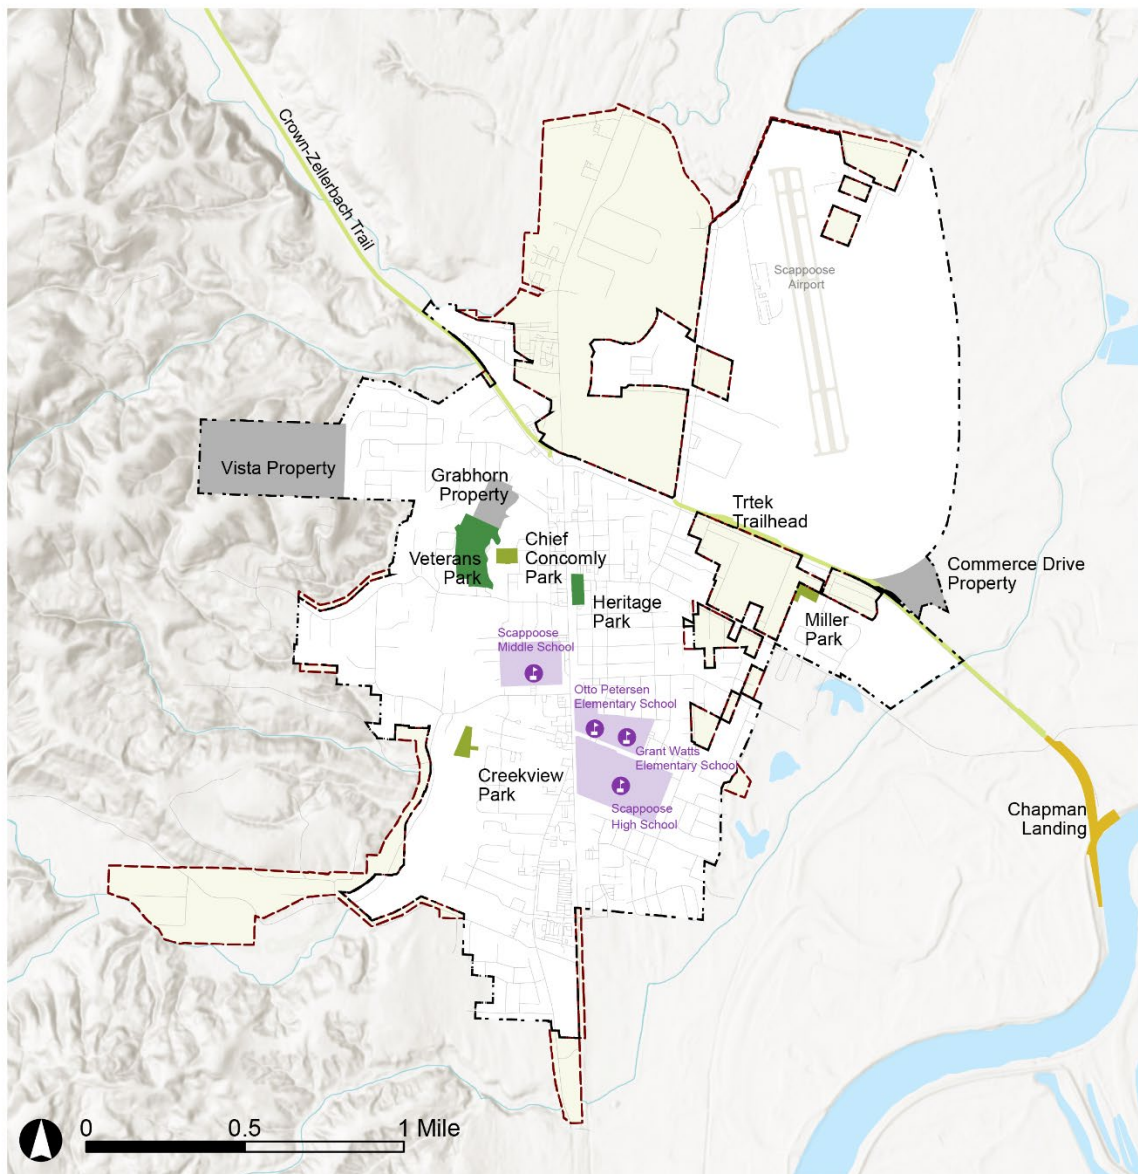 Crown-Zellerbach Trail
Scappoose
Airport
Vista Property
Grabhorn
Property
Trtek
Trailhead
Veterans
Park
Chief
Concomly
Park
Commerce Drive
Property
Heritage
Park
Miller
Park
Scappoose
Middle School
Otto Petersen
Elementary School
Grant Watts
Elementary School
Creekview
Park
Scappoose
High School
Chapman
Landing
0 0.5 1 Mile